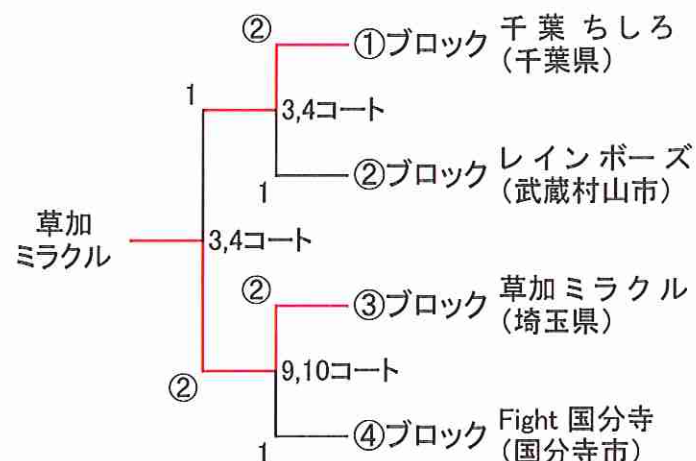 ② ①ブロック 千葉 ちしろ
(千葉県)
1 3,4コート
1 ②ブロック レインボーズ
(武蔵村山市)
草加
ミラクル
3,4コート
② ③ブロック 草加ミラクル
(埼玉県)
② 9,10コート
1 ④ブロック Fight 国分寺
(国分寺市)